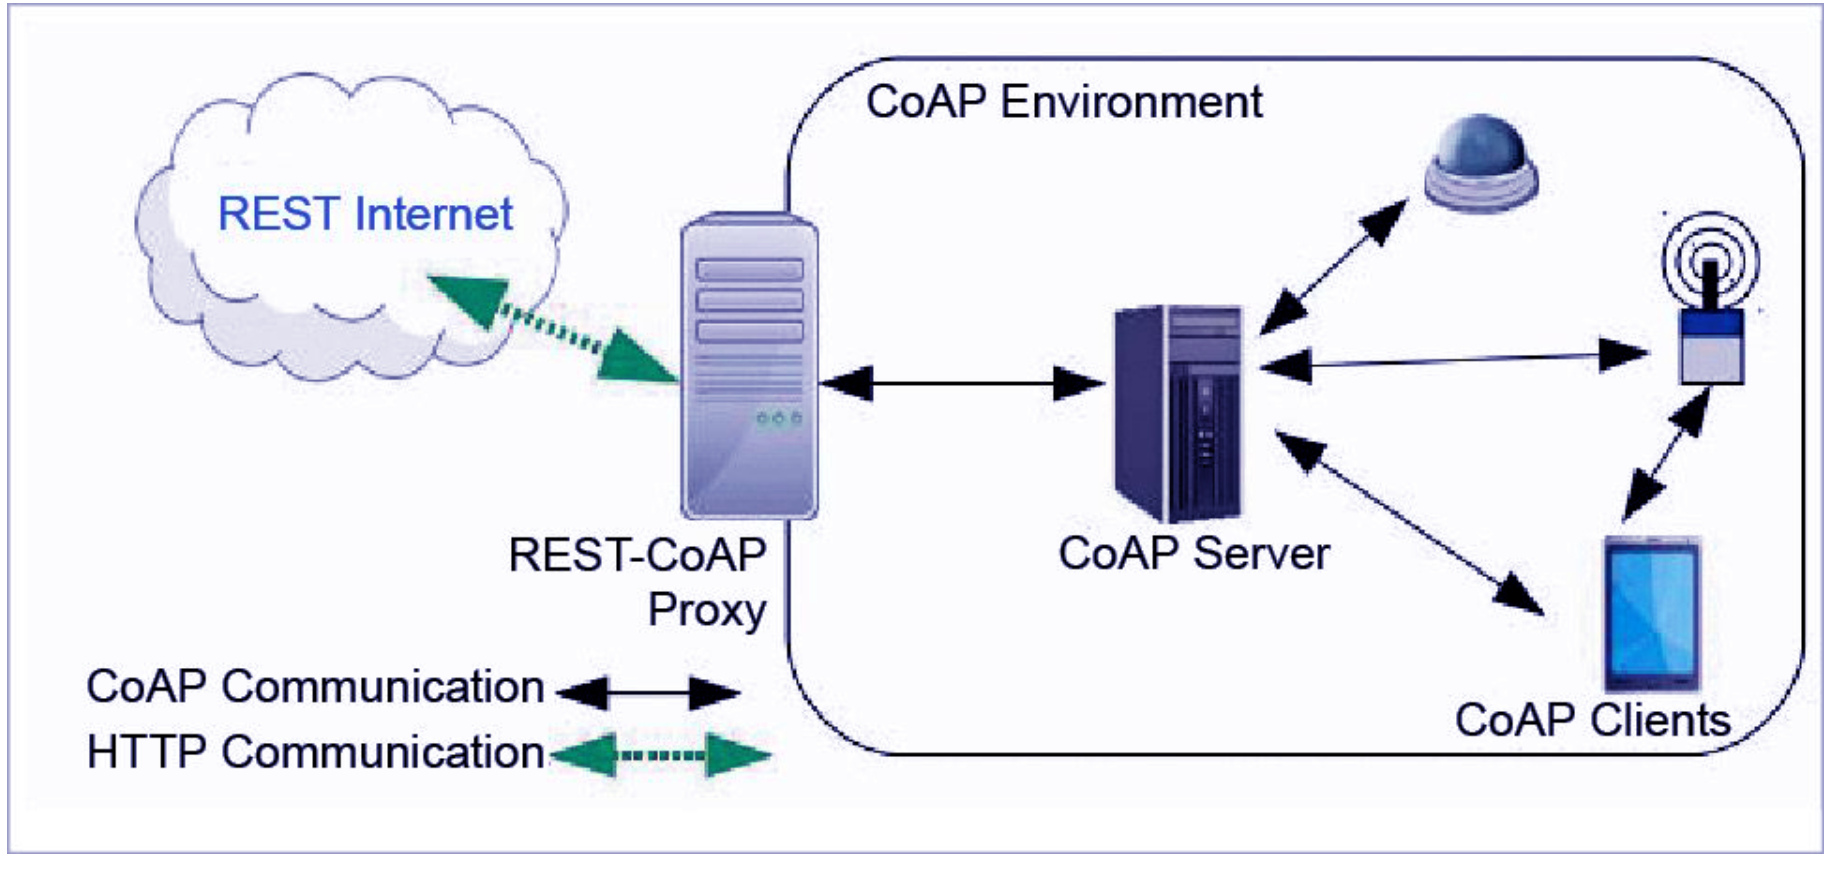 CoAP Environment
REST Internet
REST-CoAP
Proxy
CoAP Server
CoAP Clients
CoAP Communication
HTTP Communication